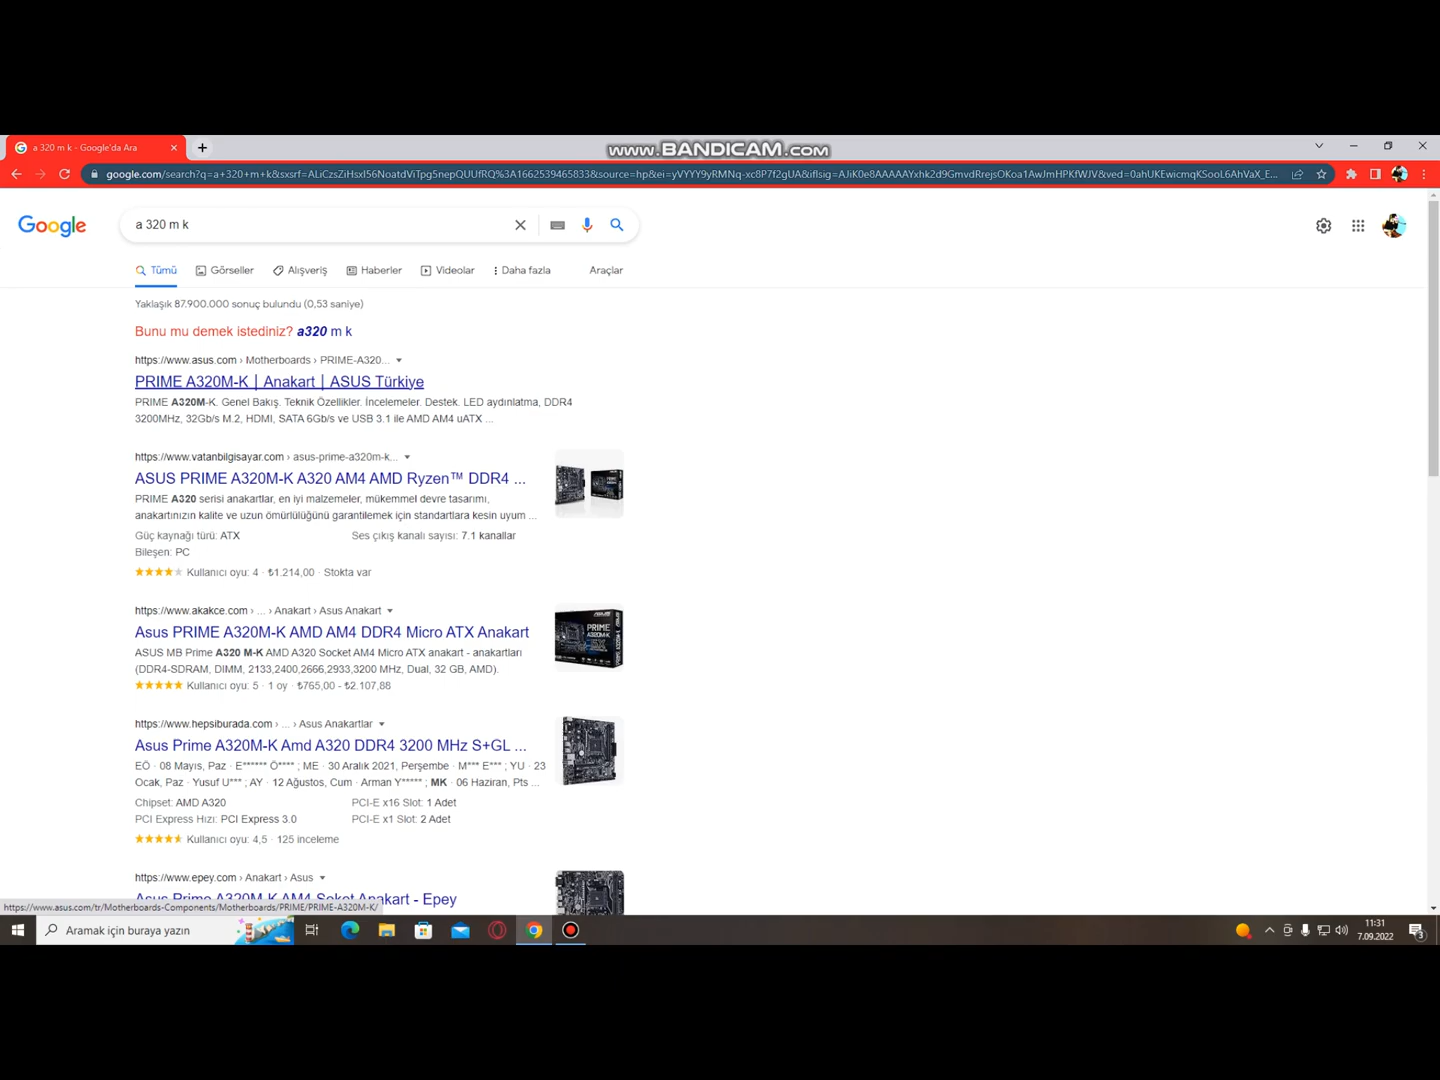 www.BANDICAM.com
a 320 m k - Google'da Ara
google.com/search?q=a+320+m+k&sxsrf=ALiCzsZiHsxI56NoatdViTpg5nepQUUfRQ%3A1662539465833&source=hp&ei=yVYYY9yRMNq-xc8P7f2gUA&iflsig=AJiK0e8AAAAAYxhk2d9GmvdRrejsOKoa1AwJmHPKfWJV&ved=0ahUKEwicmqKSooL6AhVaX_E...
Google
a 320 m k
Tümü Görseller Alışveriş Haberler Videolar Daha fazla Araçlar
Yaklaşık 87.900.000 sonuç bulundu (0,53 saniye)
Bunu mu demek istediniz? a320 m k
https://www.asus.com › Motherboards › PRIME-A320...
PRIME A320M-K | Anakart | ASUS Türkiye
PRIME A320M-K. Genel Bakış. Teknik Özellikler. İncelemeler. Destek. LED aydınlatma, DDR4
3200MHz, 32Gb/s M.2, HDMI, SATA 6Gb/s ve USB 3.1 ile AMD AM4 uATX ...
https://www.vatanbilgisayar.com › asus-prime-a320m-k...
ASUS PRIME A320M-K A320 AM4 AMD Ryzen™ DDR4 ...
PRIME A320 serisi anakartlar, en iyi malzemeler, mükemmel devre tasarımı,
anakartınızın kalite ve uzun ömürlülüğünü garantilemek için standartlara kesin uyum ...
Güç kaynağı türü: ATX Ses çıkış kanalı sayısı: 7.1 kanallar
Bileşen: PC
Kullanıcı oyu: 4 · ₺1.214,00 · Stokta var
https://www.akakce.com › ... › Anakart › Asus Anakart
Asus PRIME A320M-K AMD AM4 DDR4 Micro ATX Anakart
ASUS MB Prime A320 M-K AMD A320 Socket AM4 Micro ATX anakart - anakartları
(DDR4-SDRAM, DIMM, 2133,2400,2666,2933,3200 MHz, Dual, 32 GB, AMD).
Kullanıcı oyu: 5 · 1 oy · ₺765,00 - ₺2.107,88
https://www.hepsiburada.com › ... › Asus Anakartlar
Asus Prime A320M-K Amd A320 DDR4 3200 MHz S+GL ...
EÖ · 08 Mayıs, Paz · E****** Ö**** ; ME · 30 Aralık 2021, Perşembe · M*** E*** ; YU · 23
Ocak, Paz · Yusuf U*** ; AY · 12 Ağustos, Cum · Arman Y***** ; MK · 06 Haziran, Pts ...
Chipset: AMD A320 PCI-E x16 Slot: 1 Adet
PCI Express Hızı: PCI Express 3.0 PCI-E x1 Slot: 2 Adet
Kullanıcı oyu: 4,5 · 125 inceleme
https://www.epey.com › Anakart › Asus
Asus Prime A320M-K AM4 Soket Anakart - Epey
https://www.asus.com/tr/Motherboards-Components/Motherboards/PRIME/PRIME-A320M-K/
Aramak için buraya yazın
11:31
7.09.2022
3